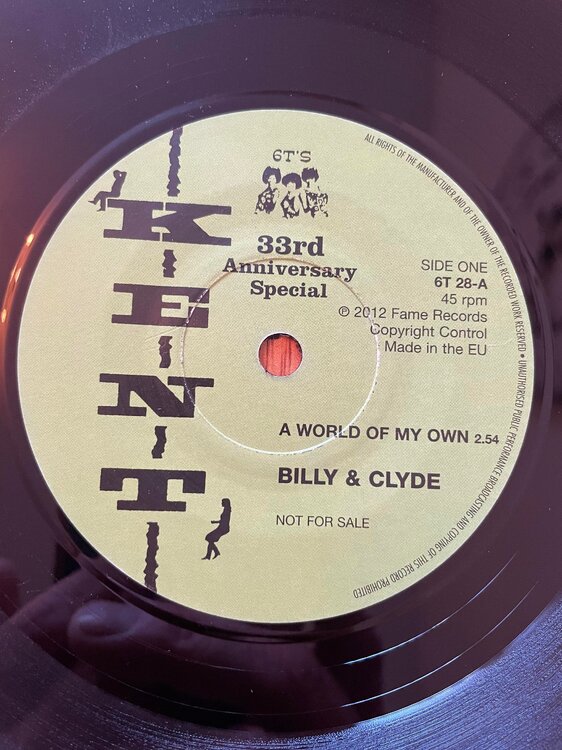 6T'S
33rd
Anniversary
Special
KENT
SIDE ONE
6T 28-A
45 rpm
℗ 2012 Fame Records
Copyright Control
Made in the EU
A WORLD OF MY OWN 2.54
BILLY & CLYDE
NOT FOR SALE
ALL RIGHTS OF THE MANUFACTURER AND OF THE OWNER OF THE RECORDED WORK RESERVED • UNAUTHORISED PUBLIC PERFORMANCE BROADCASTING AND COPYING OF THIS RECORD PROHIBITED